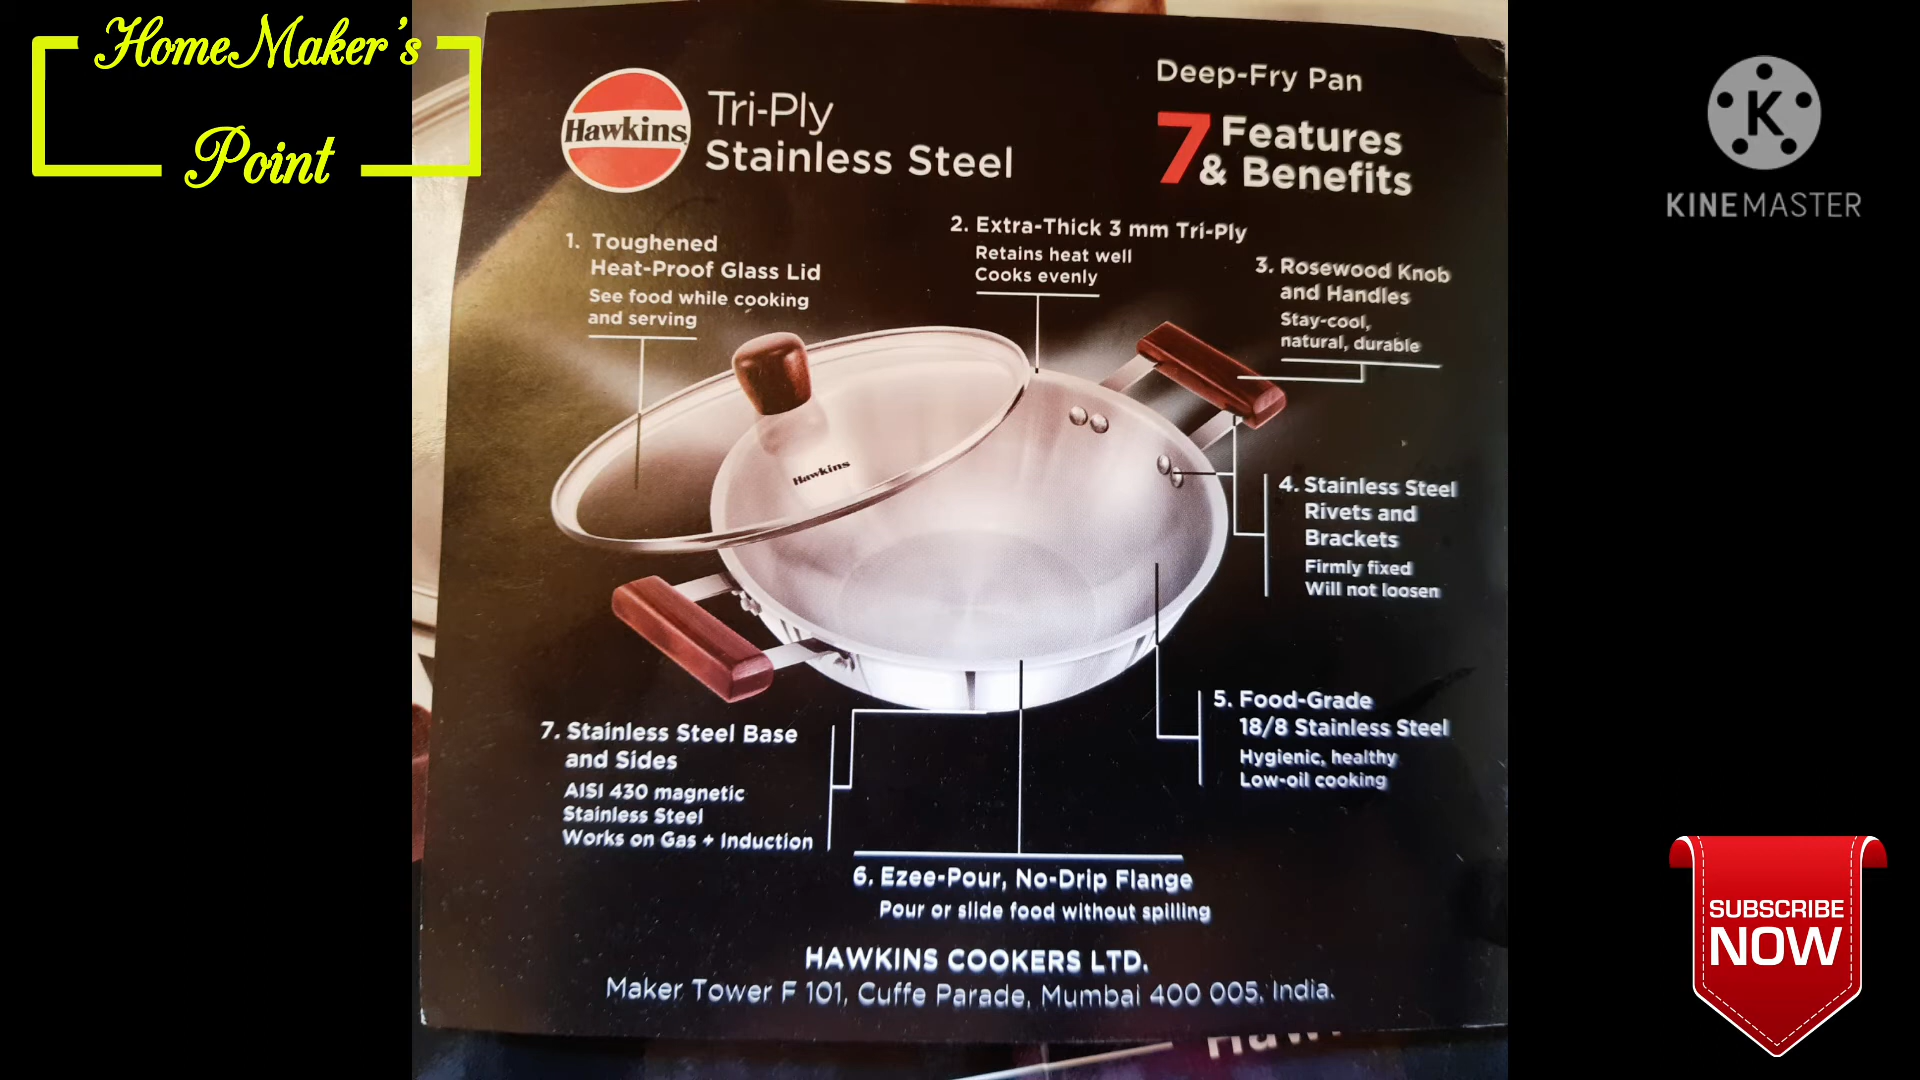 HomeMaker's
Point
Hawkins
Tri-Ply
Stainless Steel
Deep-Fry Pan
7 Features
& Benefits
1. Toughened
Heat-Proof Glass Lid
See food while cooking
and serving
2. Extra-Thick 3 mm Tri-Ply
Retains heat well
Cooks evenly
3. Rosewood Knob
and Handles
Stay-cool,
natural, durable
Hawkins
4. Stainless Steel
Rivets and
Brackets
Firmly fixed
Will not loosen
5. Food-Grade
18/8 Stainless Steel
Hygienic, healthy
Low-oil cooking
7. Stainless Steel Base
and Sides
AISI 430 magnetic
Stainless Steel
Works on Gas + Induction
6. Ezee-Pour, No-Drip Flange
Pour or slide food without spilling
HAWKINS COOKERS LTD.
Maker Tower F 101, Cuffe Parade, Mumbai 400 005, India.
K
KINEMASTER
SUBSCRIBE
NOW